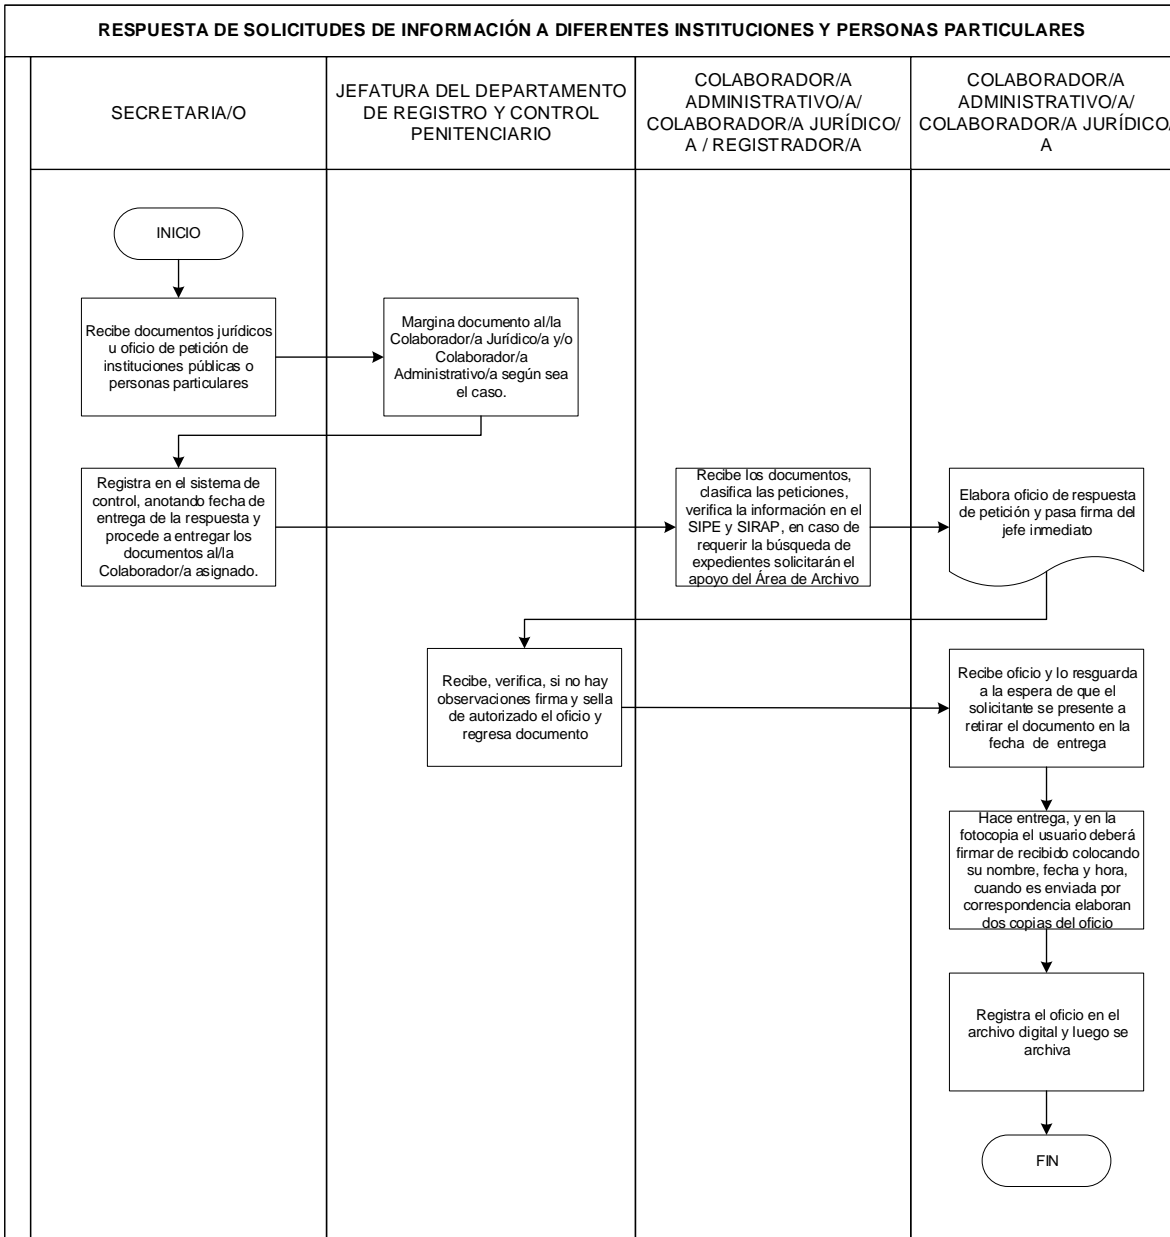 RESPUESTA DE SOLICITUDES DE INFORMACIÓN A DIFERENTES INSTITUCIONES Y PERSONAS PARTICULARES
SECRETARIA/O
JEFATURA DEL DEPARTAMENTO
DE REGISTRO Y CONTROL
PENITENCIARIO
COLABORADOR/A
ADMINISTRATIVO/A/
COLABORADOR/A JURÍDICO/
A / REGISTRADOR/A
COLABORADOR/A
ADMINISTRATIVO/A/
COLABORADOR/A JURÍDICO/
A
INICIO
Recibe documentos jurídicos
u oficio de petición de
instituciones públicas o
personas particulares
Margina documento al/la
Colaborador/a Jurídico/a y/o
Colaborador/a
Administrativo/a según sea
el caso.
Registra en el sistema de
control, anotando fecha de
entrega de la respuesta y
procede a entregar los
documentos al/la
Colaborador/a asignado.
Recibe los documentos,
clasifica las peticiones,
verifica la información en el
SIPE y SIRAP, en caso de
requerir la búsqueda de
expedientes solicitarán el
apoyo del Área de Archivo
Elabora oficio de respuesta
de petición y pasa firma del
jefe inmediato
Recibe, verifica, si no hay
observaciones firma y sella
de autorizado el oficio y
regresa documento
Recibe oficio y lo resguarda
a la espera de que el
solicitante se presente a
retirar el documento en la
fecha de entrega
Hace entrega, y en la
fotocopia el usuario deberá
firmar de recibido colocando
su nombre, fecha y hora,
cuando es enviada por
correspondencia elaboran
dos copias del oficio
Registra el oficio en el
archivo digital y luego se
archiva
FIN